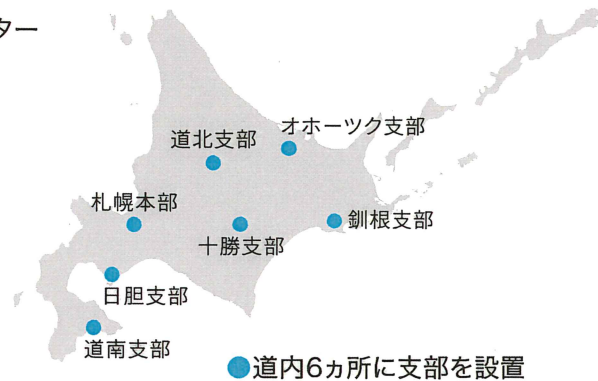 ター
オホーツク支部
道北支部
札幌本部
釧根支部
十勝支部
日胆支部
道南支部
道内6ヵ所に支部を設置